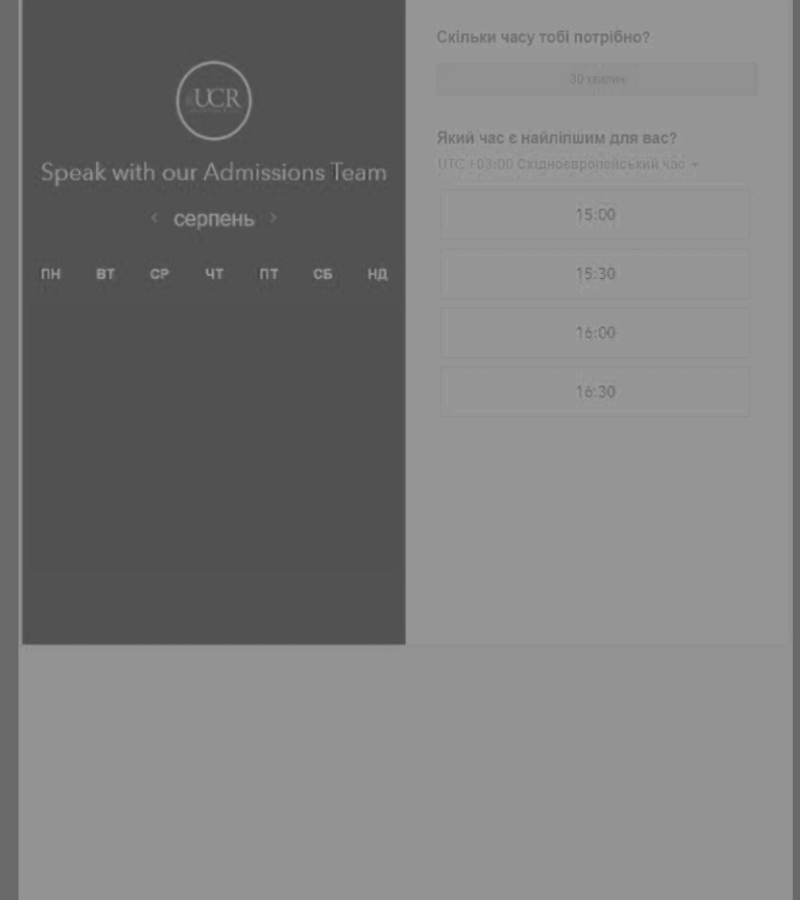 UCR
Speak with our Admissions Team
серпень
ПН ВТ СР ЧТ ПТ СБ НД
Скільки часу тобі потрібно?
30 хвилин
Який час є найліпшим для вас?
UTC +03:00 Східноєвропейський час
15:00
15:30
16:00
16:30